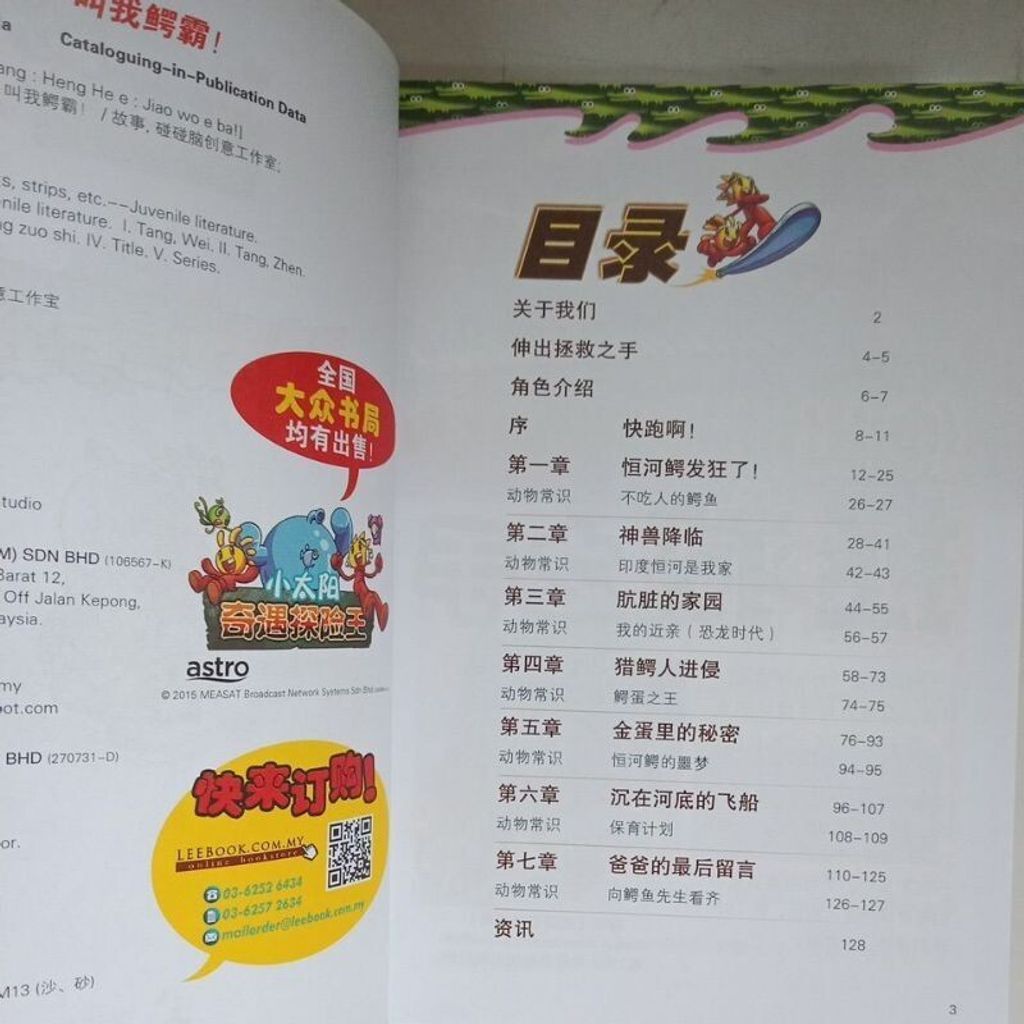 叫我鳄霸！
a
Cataloguing-in-Publication Data
ang : Heng He e : Jiao wo e ba!]
叫我鳄霸！ / 故事, 碰碰脑创意工作室;
s, strips, etc.--Juvenile literature.
nile literature. I. Tang, Wei. II. Tang, Zhen.
g zuo shi. IV. Title. V. Series.
意工作宝
全国
大众书局
均有出售!
tudio
M) SDN BHD (106567-K)
Barat 12,
Off Jalan Kepong,
aysia.
小太阳
奇遇探险王
astro
© 2015 MEASAT Broadcast Network Systems Sdn Bhd
my
ot.com
BHD (270731-D)
快来订购!
LEEBOOK.COM.MY
online bookstore
03-6252 6434
03-6257 2634
mailorder@leebook.com.my
or.
M13 (沙、砂)
目录
关于我们 2
伸出拯救之手 4-5
角色介绍 6-7
序 快跑啊! 8-11
第一章 恒河鳄发狂了! 12-25
动物常识 不吃人的鳄鱼 26-27
第二章 神兽降临 28-41
动物常识 印度恒河是我家 42-43
第三章 肮脏的家园 44-55
动物常识 我的近亲(恐龙时代) 56-57
第四章 猎鳄人进侵 58-73
动物常识 鳄蛋之王 74-75
第五章 金蛋里的秘密 76-93
动物常识 恒河鳄的噩梦 94-95
第六章 沉在河底的飞船 96-107
动物常识 保育计划 108-109
第七章 爸爸的最后留言 110-125
动物常识 向鳄鱼先生看齐 126-127
资讯 128
3